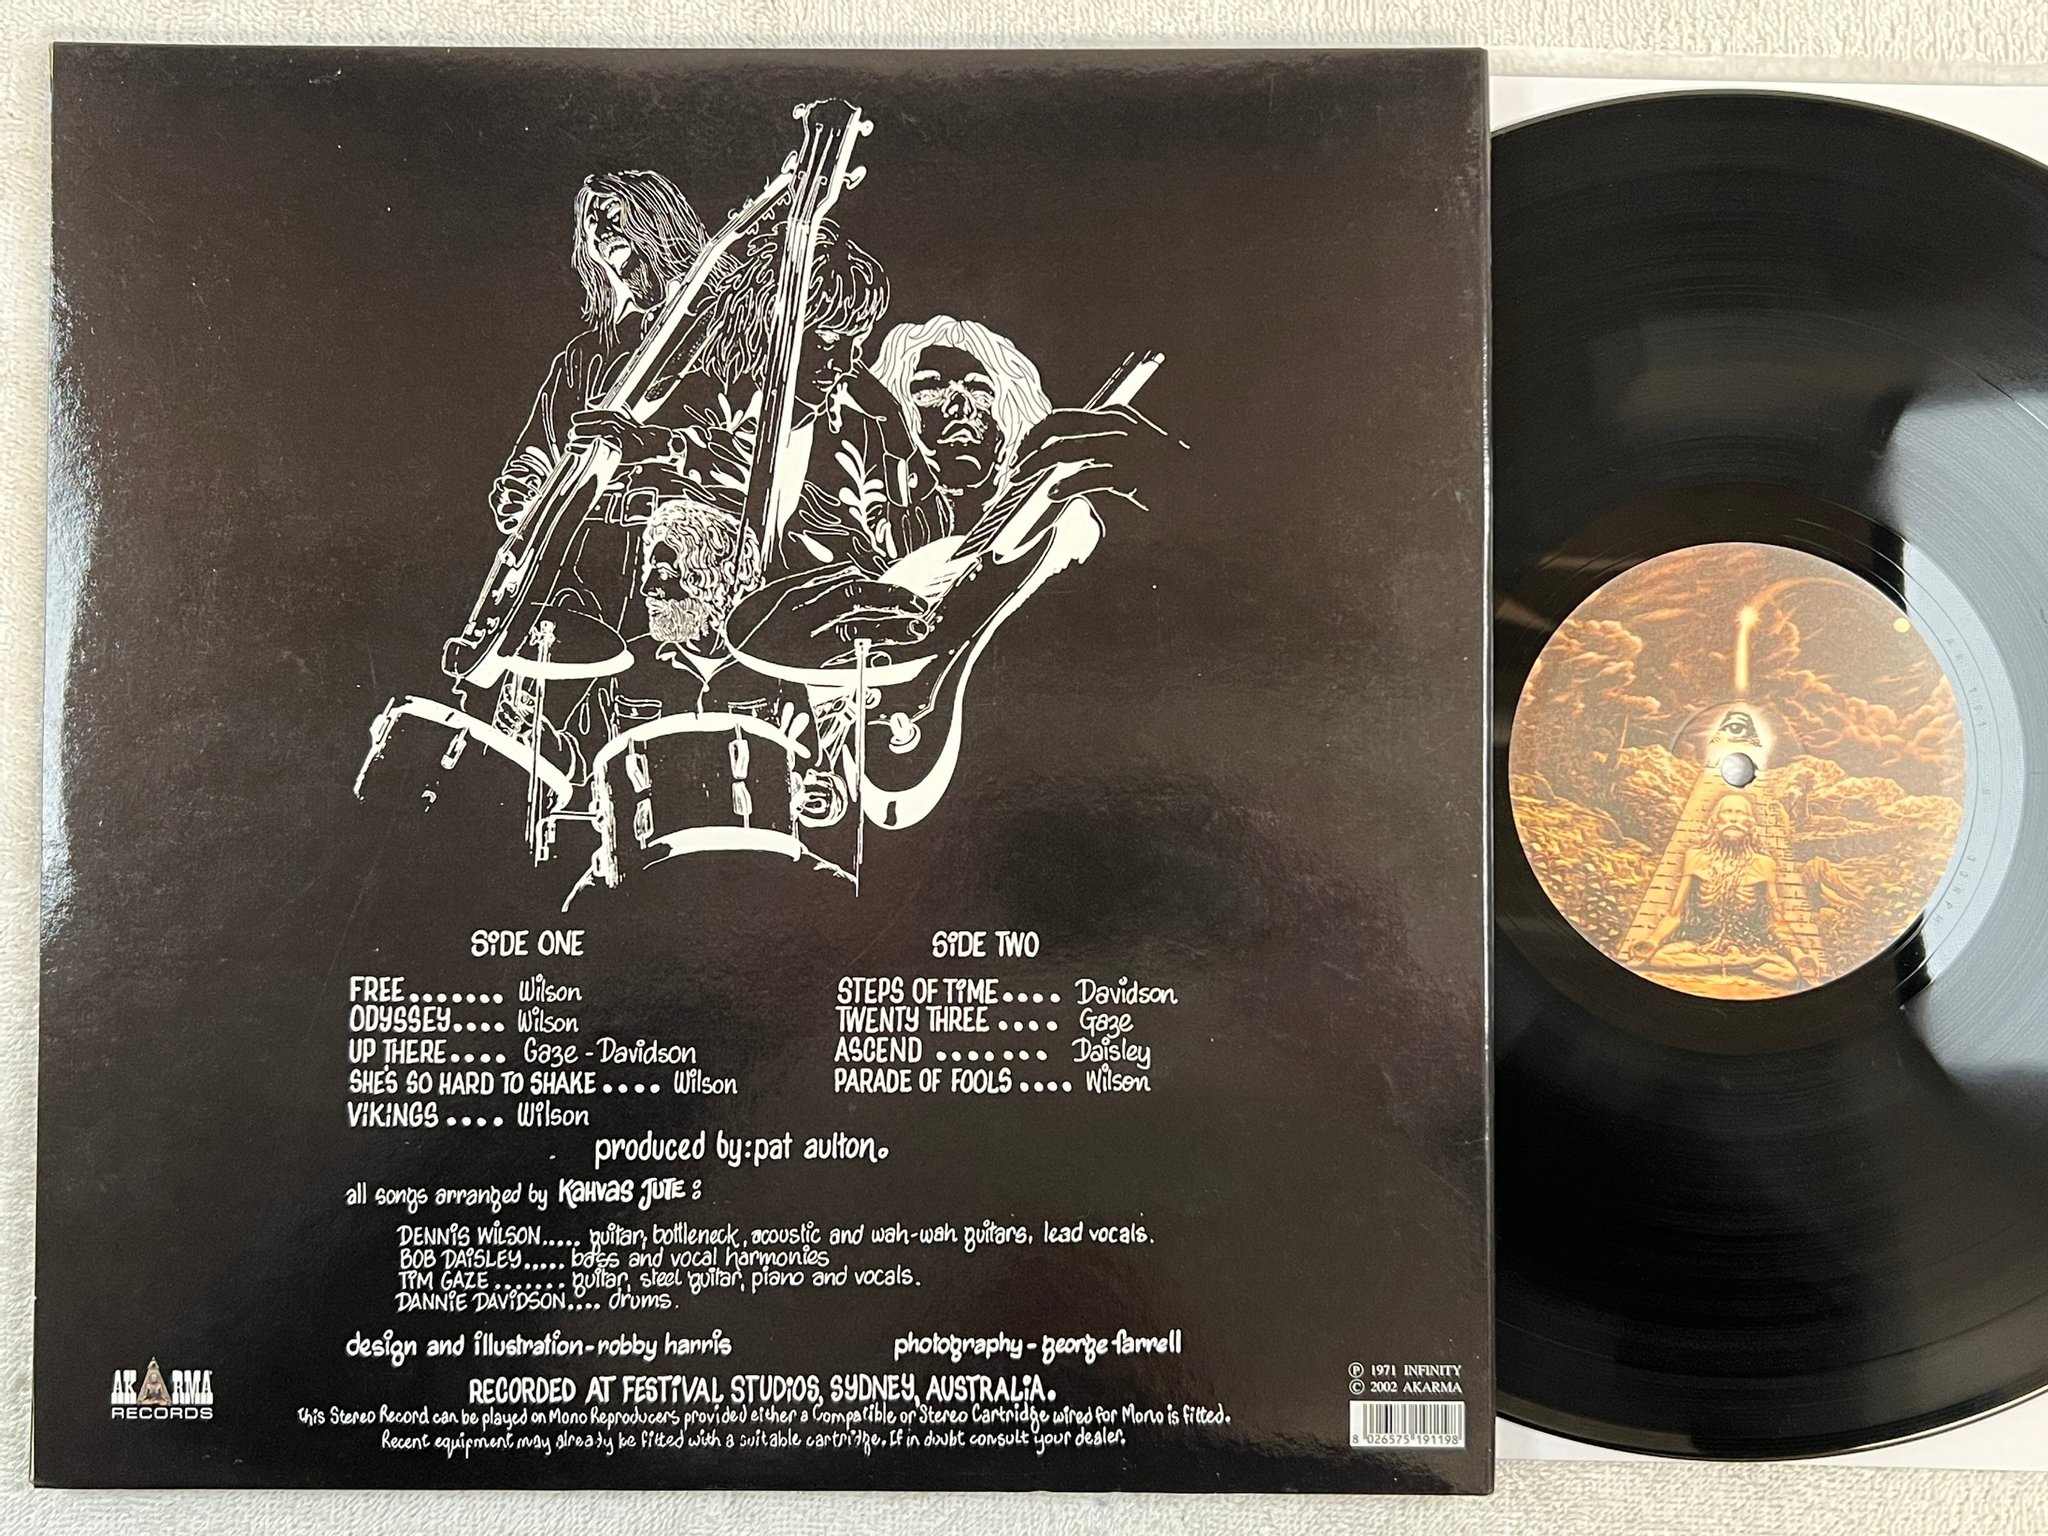 SIDE ONE
FREE....... Wilson
ODYSSEY.... Wilson
UP THERE.... Gaze - Davidson
SHE'S SO HARD TO SHAKE.... Wilson
VIKINGS .... Wilson
SIDE TWO
STEPS OF TIME.... Davidson
TWENTY THREE .... Gaze
ASCEND ....... Daisley
PARADE OF FOOLS .... Wilson
produced by: pat aulton.
all songs arranged by KAHVAS JUTE :
DENNIS WILSON..... guitar, bottleneck, acoustic and wah-wah guitars, lead vocals.
BOB DAISLEY..... bass and vocal harmonies
TIM GAZE ....... guitar, steel guitar, piano and vocals.
DANNIE DAVIDSON.... drums.
design and illustration-robby harris
photography-george farrell
RECORDED AT FESTIVAL STUDIOS, SYDNEY, AUSTRALIA.
This Stereo Record can be played on Mono Reproducers provided either a Compatible or Stereo Cartridge wired for Mono is fitted.
Recent equipment may already be fitted with a suitable cartridge. If in doubt consult your dealer.
AKARMA
RECORDS
℗ 1971 INFINITY
© 2002 AKARMA
8 026575 191198